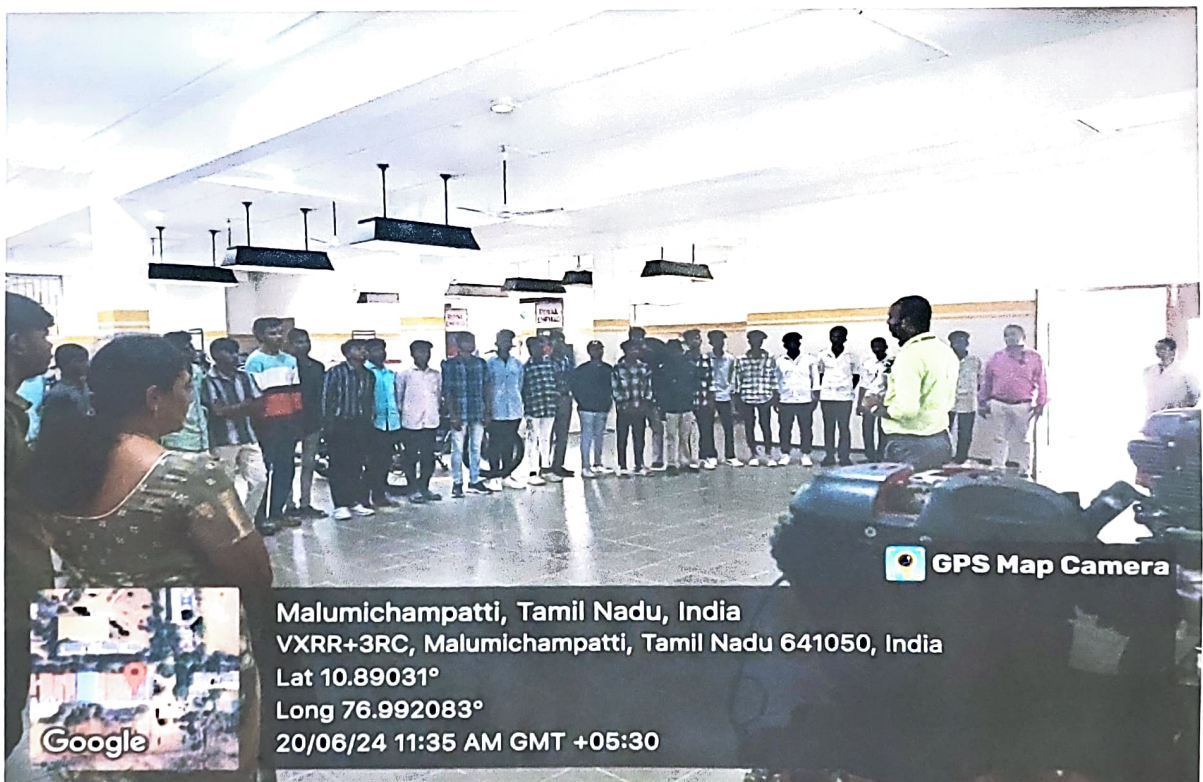 GPS Map Camera
Malumichampatti, Tamil Nadu, India
VXRR+3RC, Malumichampatti, Tamil Nadu 641050, India
Lat 10.89031°
Long 76.992083°
20/06/24 11:35 AM GMT +05:30
Google